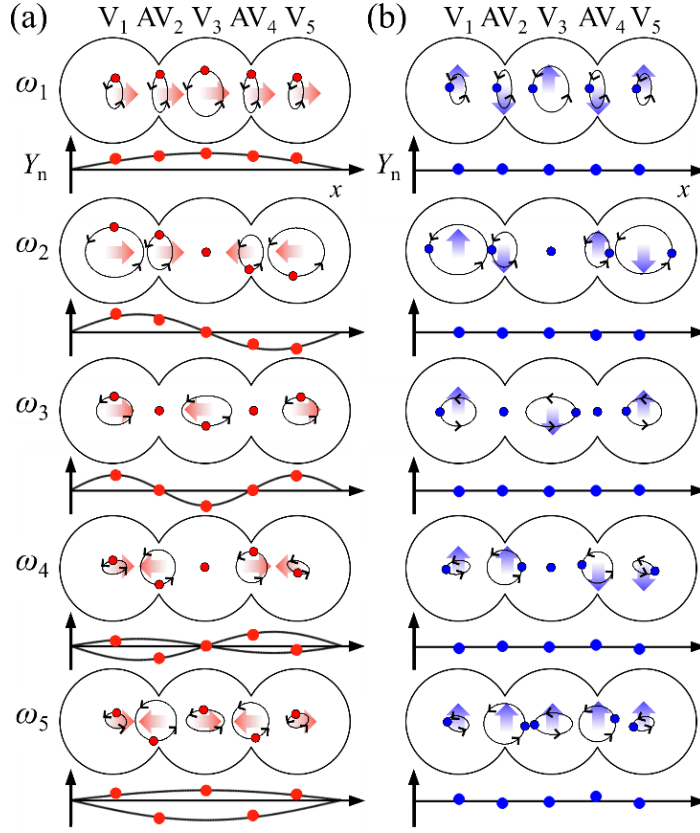 (a) V1 AV2 V3 AV4 V5 (b) V1 AV2 V3 AV4 V5
ω1
Yn x Yn x
ω2
ω3
ω4
ω5